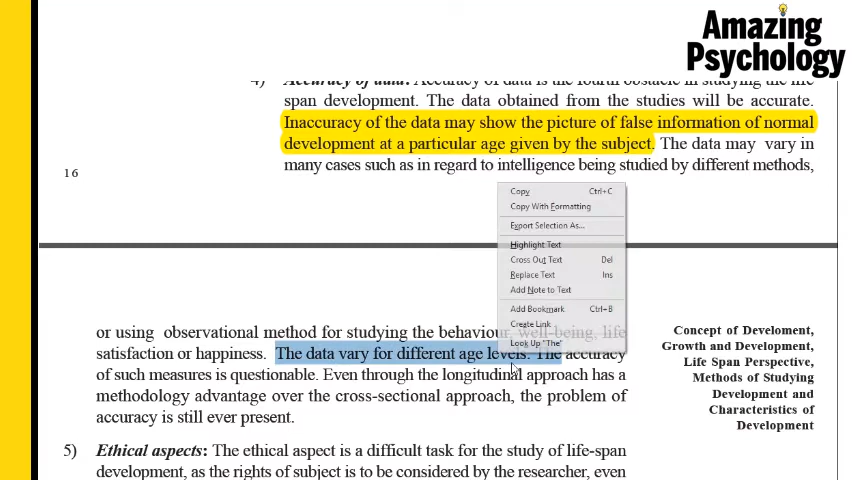 Amazing
Psychology
4) Accuracy of data: Accuracy of data is the fourth obstacle in studying the life
span development. The data obtained from the studies will be accurate.
Inaccuracy of the data may show the picture of false information of normal
development at a particular age given by the subject. The data may vary in
many cases such as in regard to intelligence being studied by different methods,
16
Copy Ctrl+C
Copy With Formatting
Export Selection As...
Highlight Text
Cross Out Text Del
Replace Text Ins
Add Note to Text
Add Bookmark Ctrl+B
Create Link
Look Up "The"
or using observational method for studying the behaviour, well-being, life
satisfaction or happiness. The data vary for different age levels. The accuracy
of such measures is questionable. Even through the longitudinal approach has a
methodology advantage over the cross-sectional approach, the problem of
accuracy is still ever present.
Concept of Develoment,
Growth and Development,
Life Span Perspective,
Methods of Studying
Development and
Characteristics of
Development
5) Ethical aspects: The ethical aspect is a difficult task for the study of life-span
development, as the rights of subject is to be considered by the researcher, even